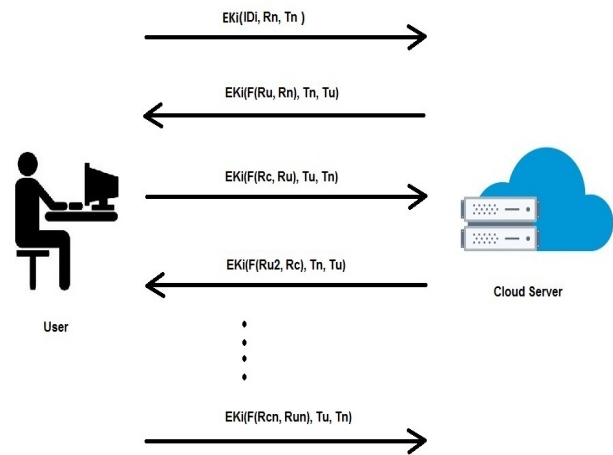 EKi(IDi, Rn, Tn )
EKi(F(Ru, Rn), Tn, Tu)
EKi(F(Rc, Ru), Tu, Tn)
EKi(F(Ru2, Rc), Tn, Tu)
Cloud Server
User
EKi(F(Rcn, Run), Tu, Tn)